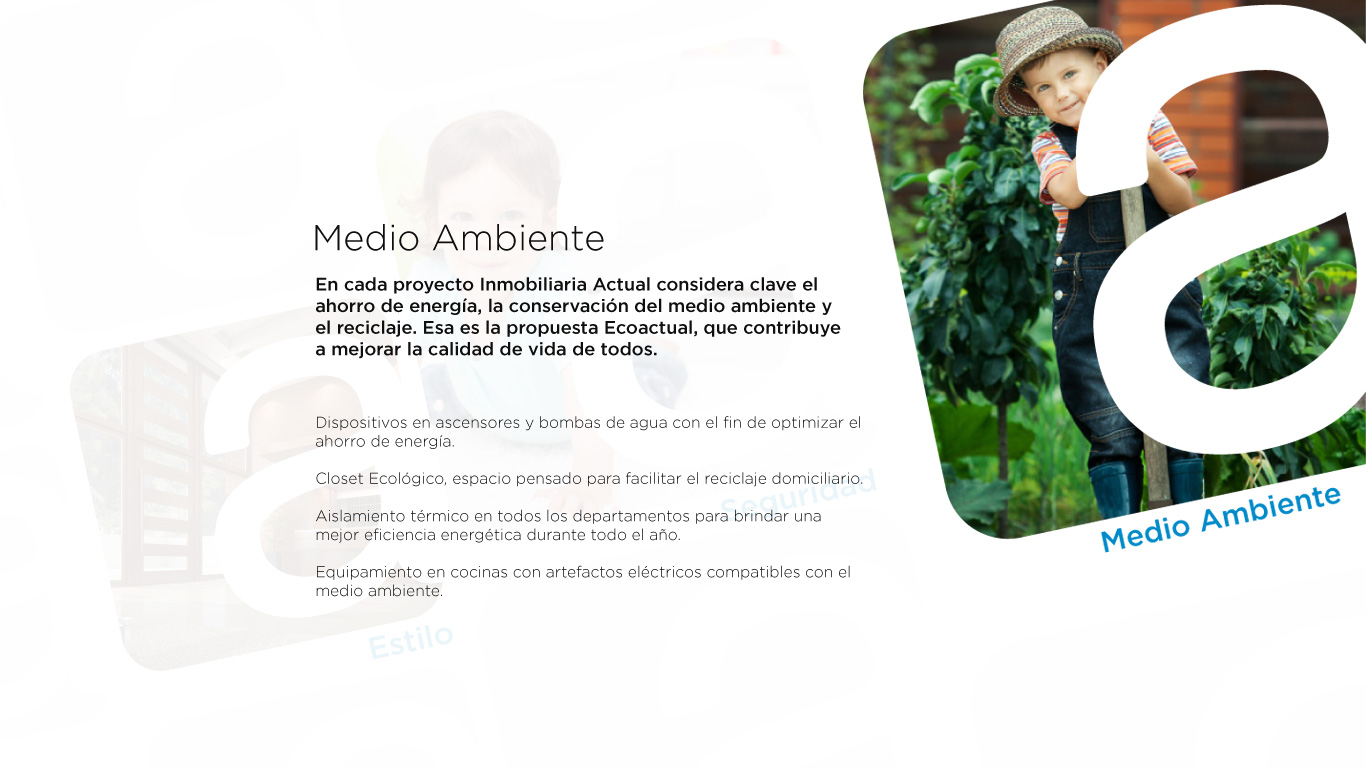 Medio Ambiente
En cada proyecto Inmobiliaria Actual considera clave el
ahorro de energía, la conservación del medio ambiente y
el reciclaje. Esa es la propuesta Ecoactual, que contribuye
a mejorar la calidad de vida de todos.
Dispositivos en ascensores y bombas de agua con el fin de optimizar el
ahorro de energía.
Closet Ecológico, espacio pensado para facilitar el reciclaje domiciliario.
Aislamiento térmico en todos los departamentos para brindar una
mejor eficiencia energética durante todo el año.
Equipamiento en cocinas con artefactos eléctricos compatibles con el
medio ambiente.
Seguridad
Estilo
a
a
Medio Ambiente